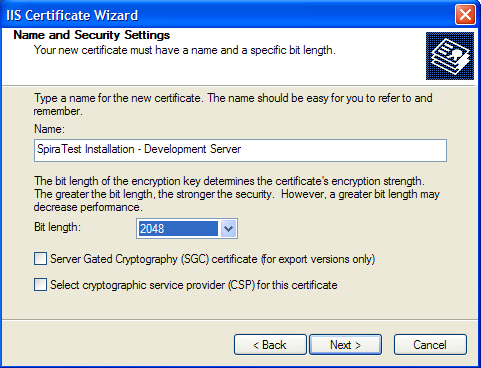 IIS Certificate Wizard
Name and Security Settings
Your new certificate must have a name and a specific bit length.
Type a name for the new certificate. The name should be easy for you to refer to and
remember.
Name:
SpiraTest Installation - Development Server
The bit length of the encryption key determines the certificate's encryption strength.
The greater the bit length, the stronger the security.  However, a greater bit length may
decrease performance.
Bit length:
2048
Server Gated Cryptography (SGC) certificate (for export versions only)
Select cryptographic service provider (CSP) for this certificate
< Back
Next >
Cancel